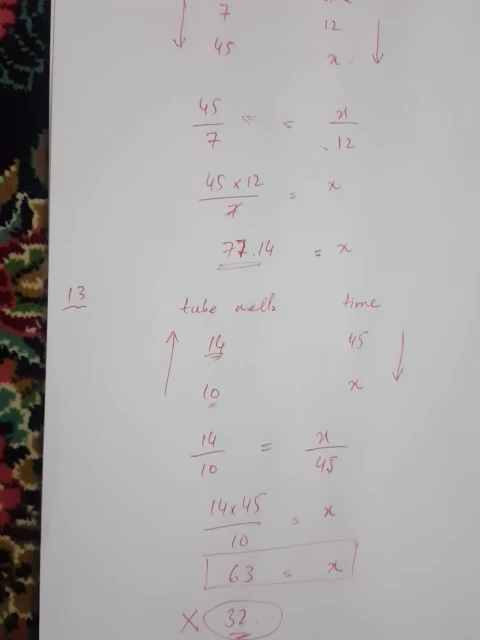 7 12
45 x
45/7 = x/12
45 x 12/7 = x
77.14 = x
13 tube wells time
14 45
10 x
14/10 = x/45
14x45/10 = x
63 = x
X 32.